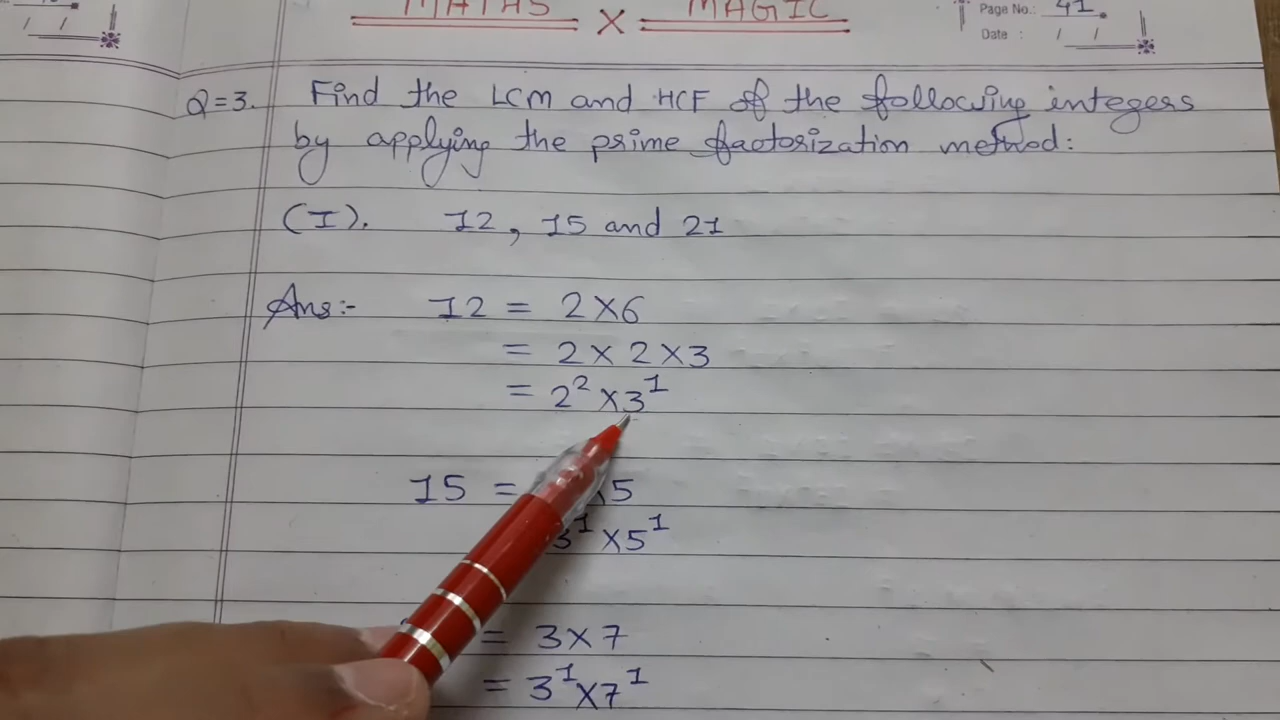 MATHS X MAGIC
Page No.: 41
Date : / /
/ /
Q=3. Find the LCM and HCF of the following integers
by applying the prime factorization method:
(I). 12, 15 and 21
Ans:- 12 = 2×6
= 2×2×3
= 2² ×3¹
15 = ×5
3¹ ×5¹
= 3×7
= 3¹×7¹